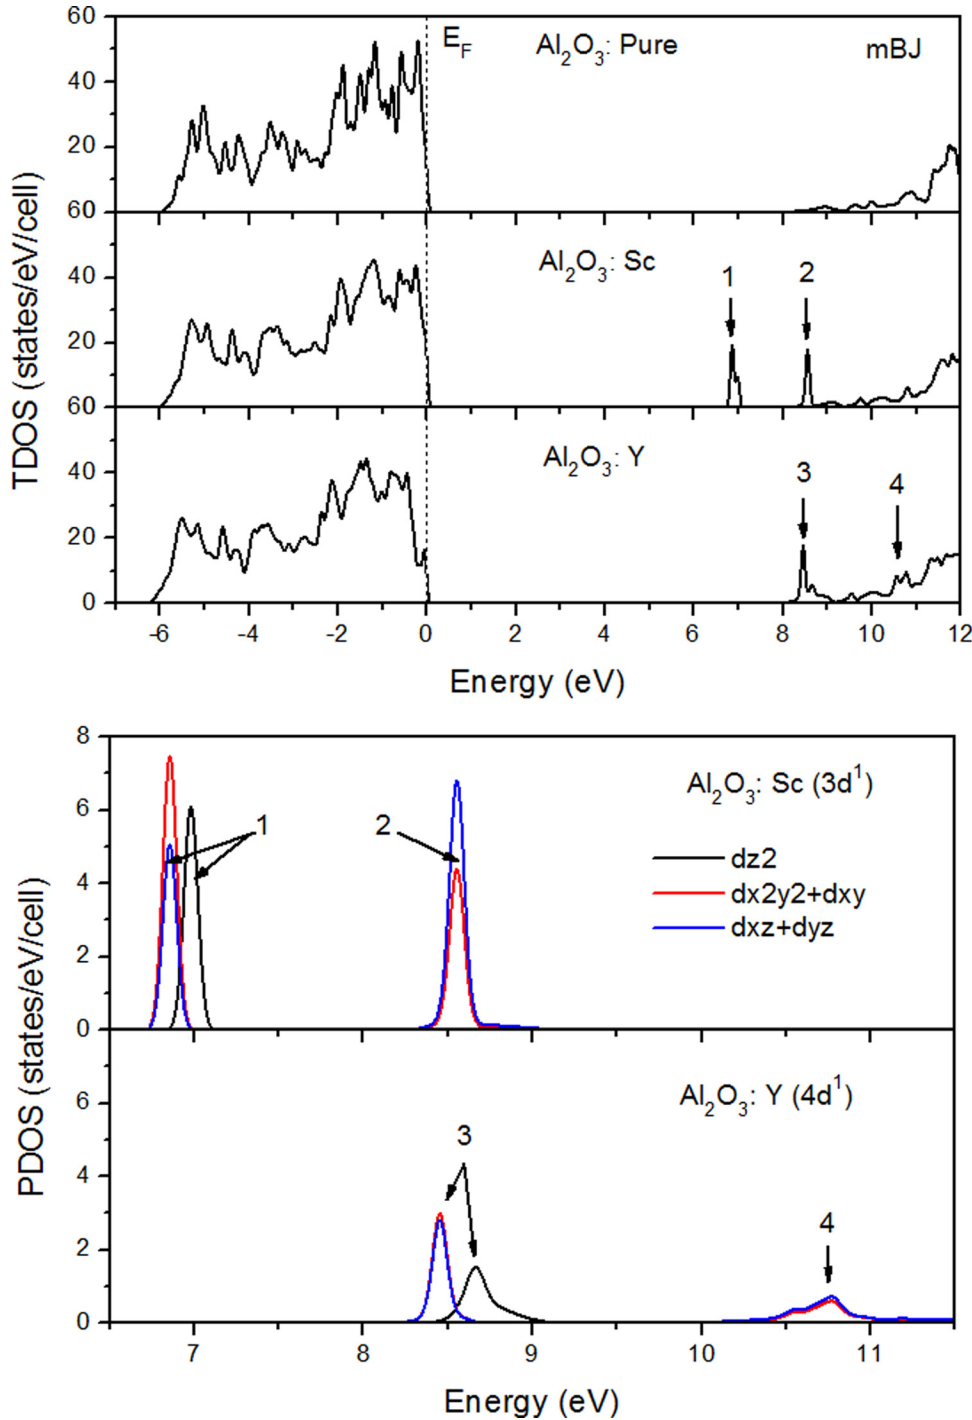 60
E_F
Al₂O₃: Pure
mBJ
40
20
60
Al₂O₃: Sc
1
2
40
20
60
Al₂O₃: Y
3
4
40
20
0
TDOS (states/eV/cell)
-6 -4 -2 0 2 4 6 8 10 12
Energy (eV)
8
Al₂O₃: Sc (3d¹)
6
1
2
dz2
dx2y2+dxy
dxz+dyz
4
2
0
Al₂O₃: Y (4d¹)
6
3
4
4
2
0
PDOS (states/eV/cell)
7 8 9 10 11
Energy (eV)